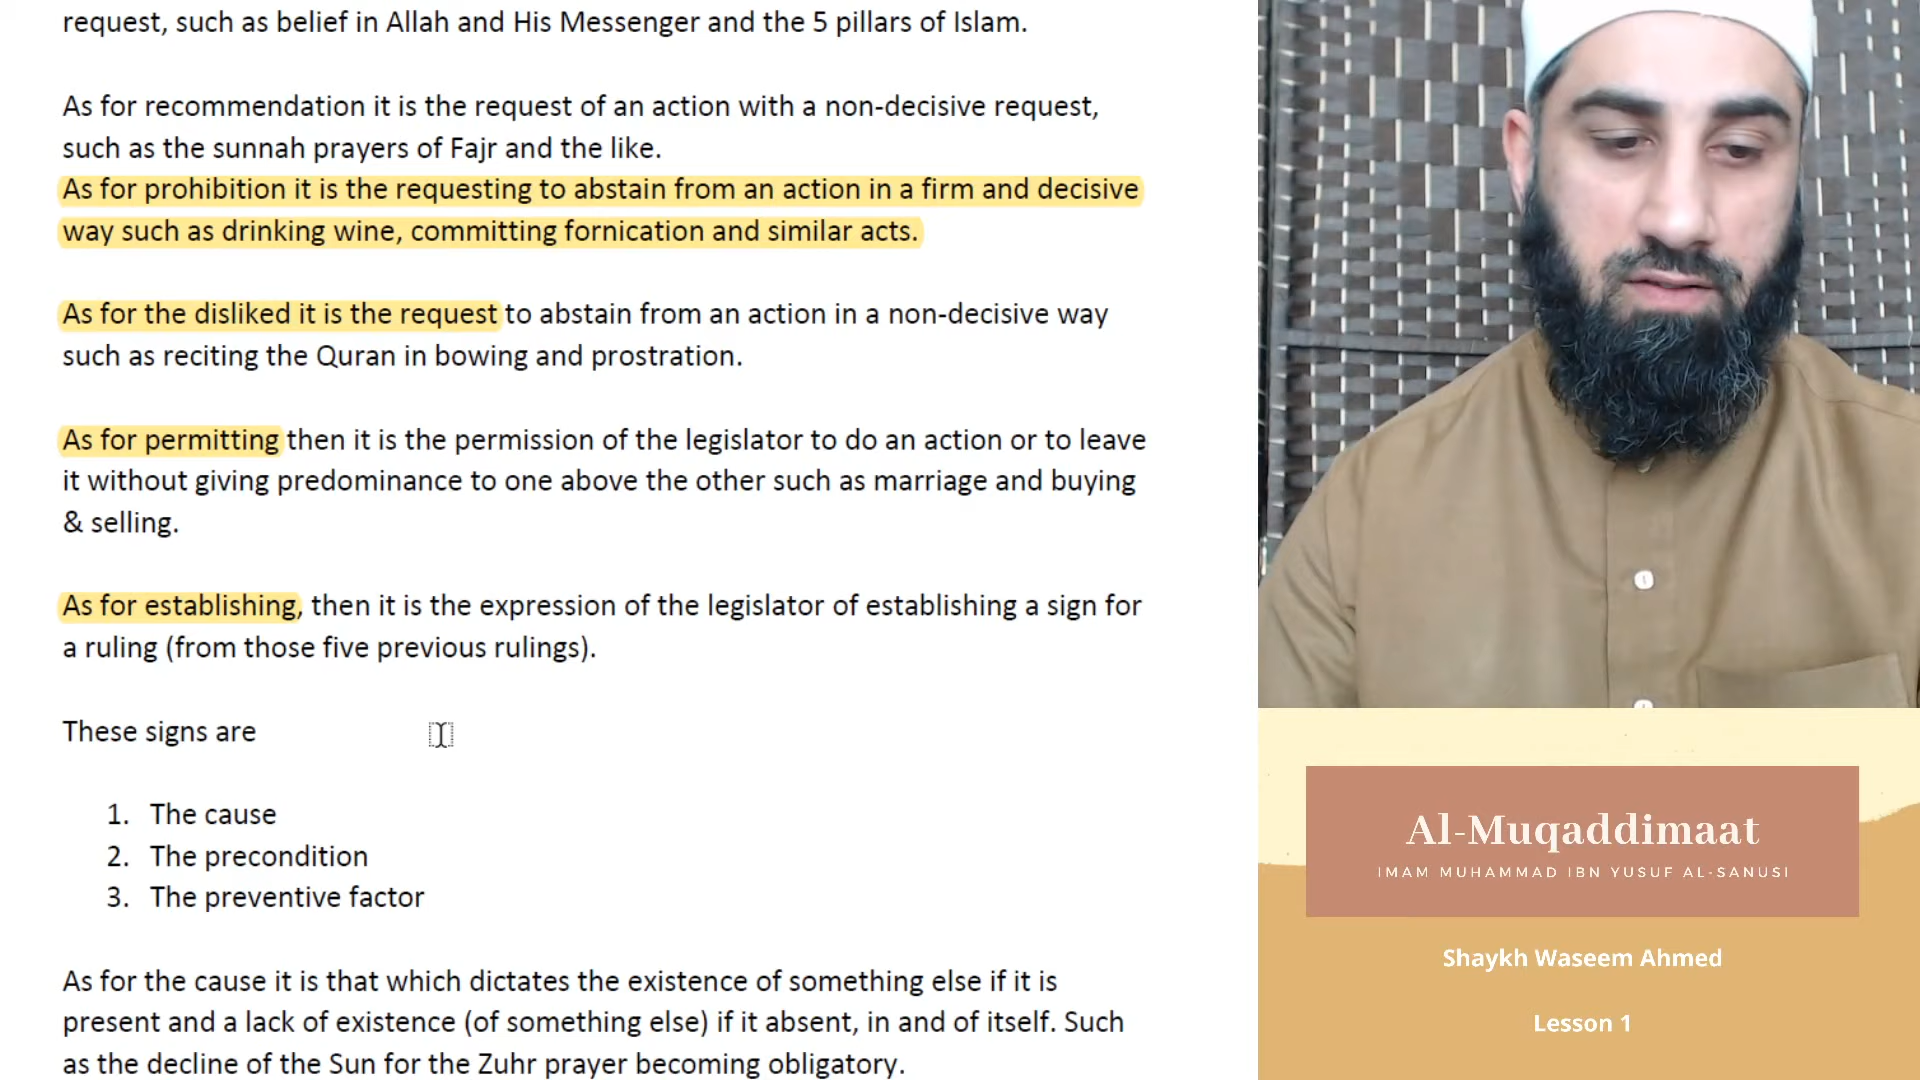 request, such as belief in Allah and His Messenger and the 5 pillars of Islam.
As for recommendation it is the request of an action with a non-decisive request,
such as the sunnah prayers of Fajr and the like.
As for prohibition it is the requesting to abstain from an action in a firm and decisive
way such as drinking wine, committing fornication and similar acts.
As for the disliked it is the request to abstain from an action in a non-decisive way
such as reciting the Quran in bowing and prostration.
As for permitting then it is the permission of the legislator to do an action or to leave
it without giving predominance to one above the other such as marriage and buying
& selling.
As for establishing, then it is the expression of the legislator of establishing a sign for
a ruling (from those five previous rulings).
These signs are
1. The cause
2. The precondition
3. The preventive factor
As for the cause it is that which dictates the existence of something else if it is
present and a lack of existence (of something else) if it absent, in and of itself. Such
as the decline of the Sun for the Zuhr prayer becoming obligatory.
Al-Muqaddimaat
IMAM MUHAMMAD IBN YUSUF AL-SANUSI
Shaykh Waseem Ahmed
Lesson 1